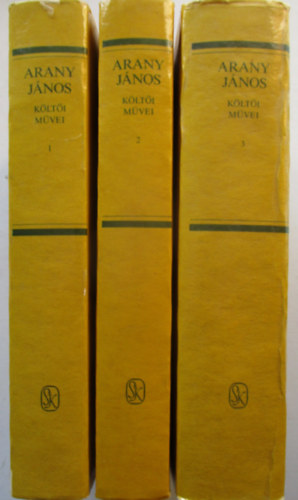 ARANY
JÁNOS
KÖLTŐI
MŰVEI
1
ARANY
JÁNOS
KÖLTŐI
MŰVEI
2
ARANY
JÁNOS
KÖLTŐI
MŰVEI
3